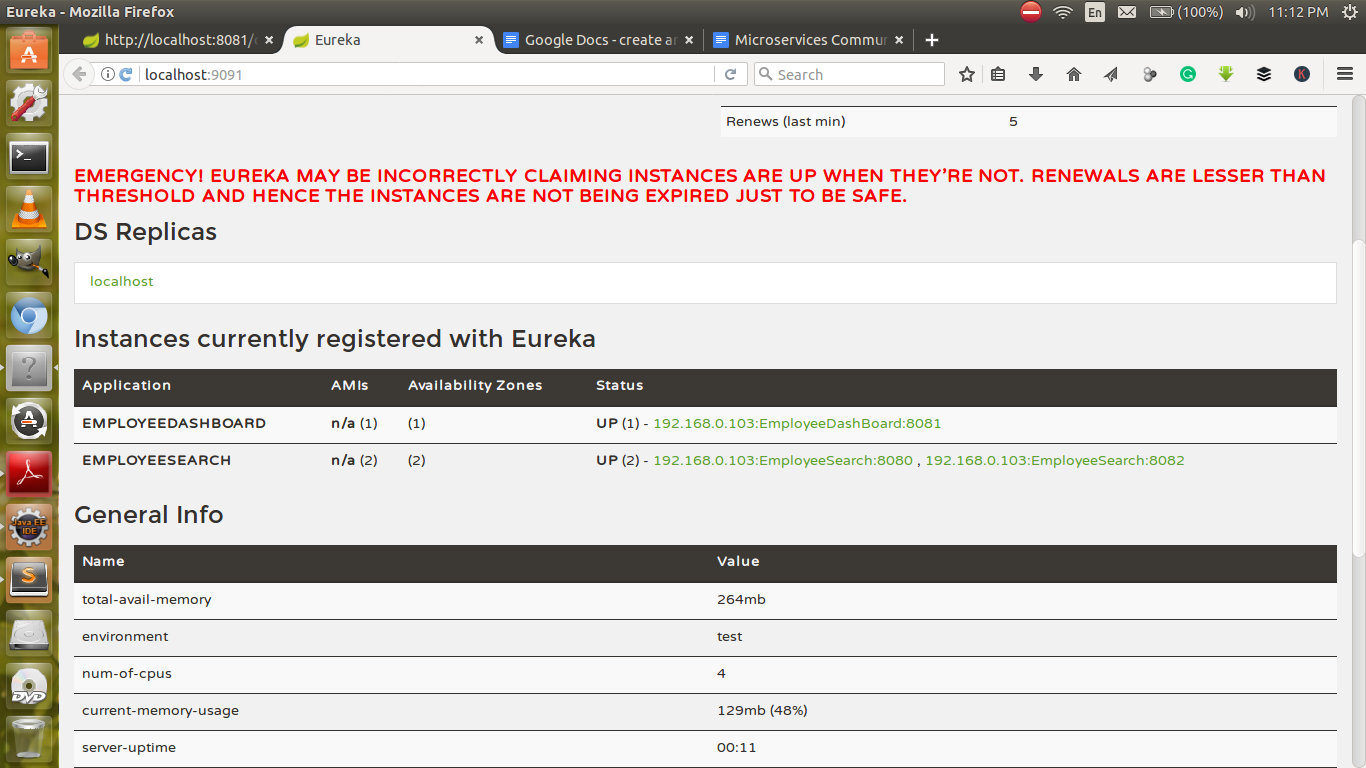 Eureka - Mozilla Firefox
En
(100%)
11:12 PM
http://localhost:8081/
Eureka
Google Docs - create a
Microservices Commu
localhost:9091
Search
K
Renews (last min) 5
EMERGENCY! EUREKA MAY BE INCORRECTLY CLAIMING INSTANCES ARE UP WHEN THEY'RE NOT. RENEWALS ARE LESSER THAN
THRESHOLD AND HENCE THE INSTANCES ARE NOT BEING EXPIRED JUST TO BE SAFE.
DS Replicas
localhost
Instances currently registered with Eureka
Application AMIs Availability Zones Status
EMPLOYEEDASHBOARD n/a (1) (1) UP (1) - 192.168.0.103:EmployeeDashBoard:8081
EMPLOYEESEARCH n/a (2) (2) UP (2) - 192.168.0.103:EmployeeSearch:8080 , 192.168.0.103:EmployeeSearch:8082
General Info
Name Value
total-avail-memory 264mb
environment test
num-of-cpus 4
current-memory-usage 129mb (48%)
server-uptime 00:11
Java EE
IDE
DVD